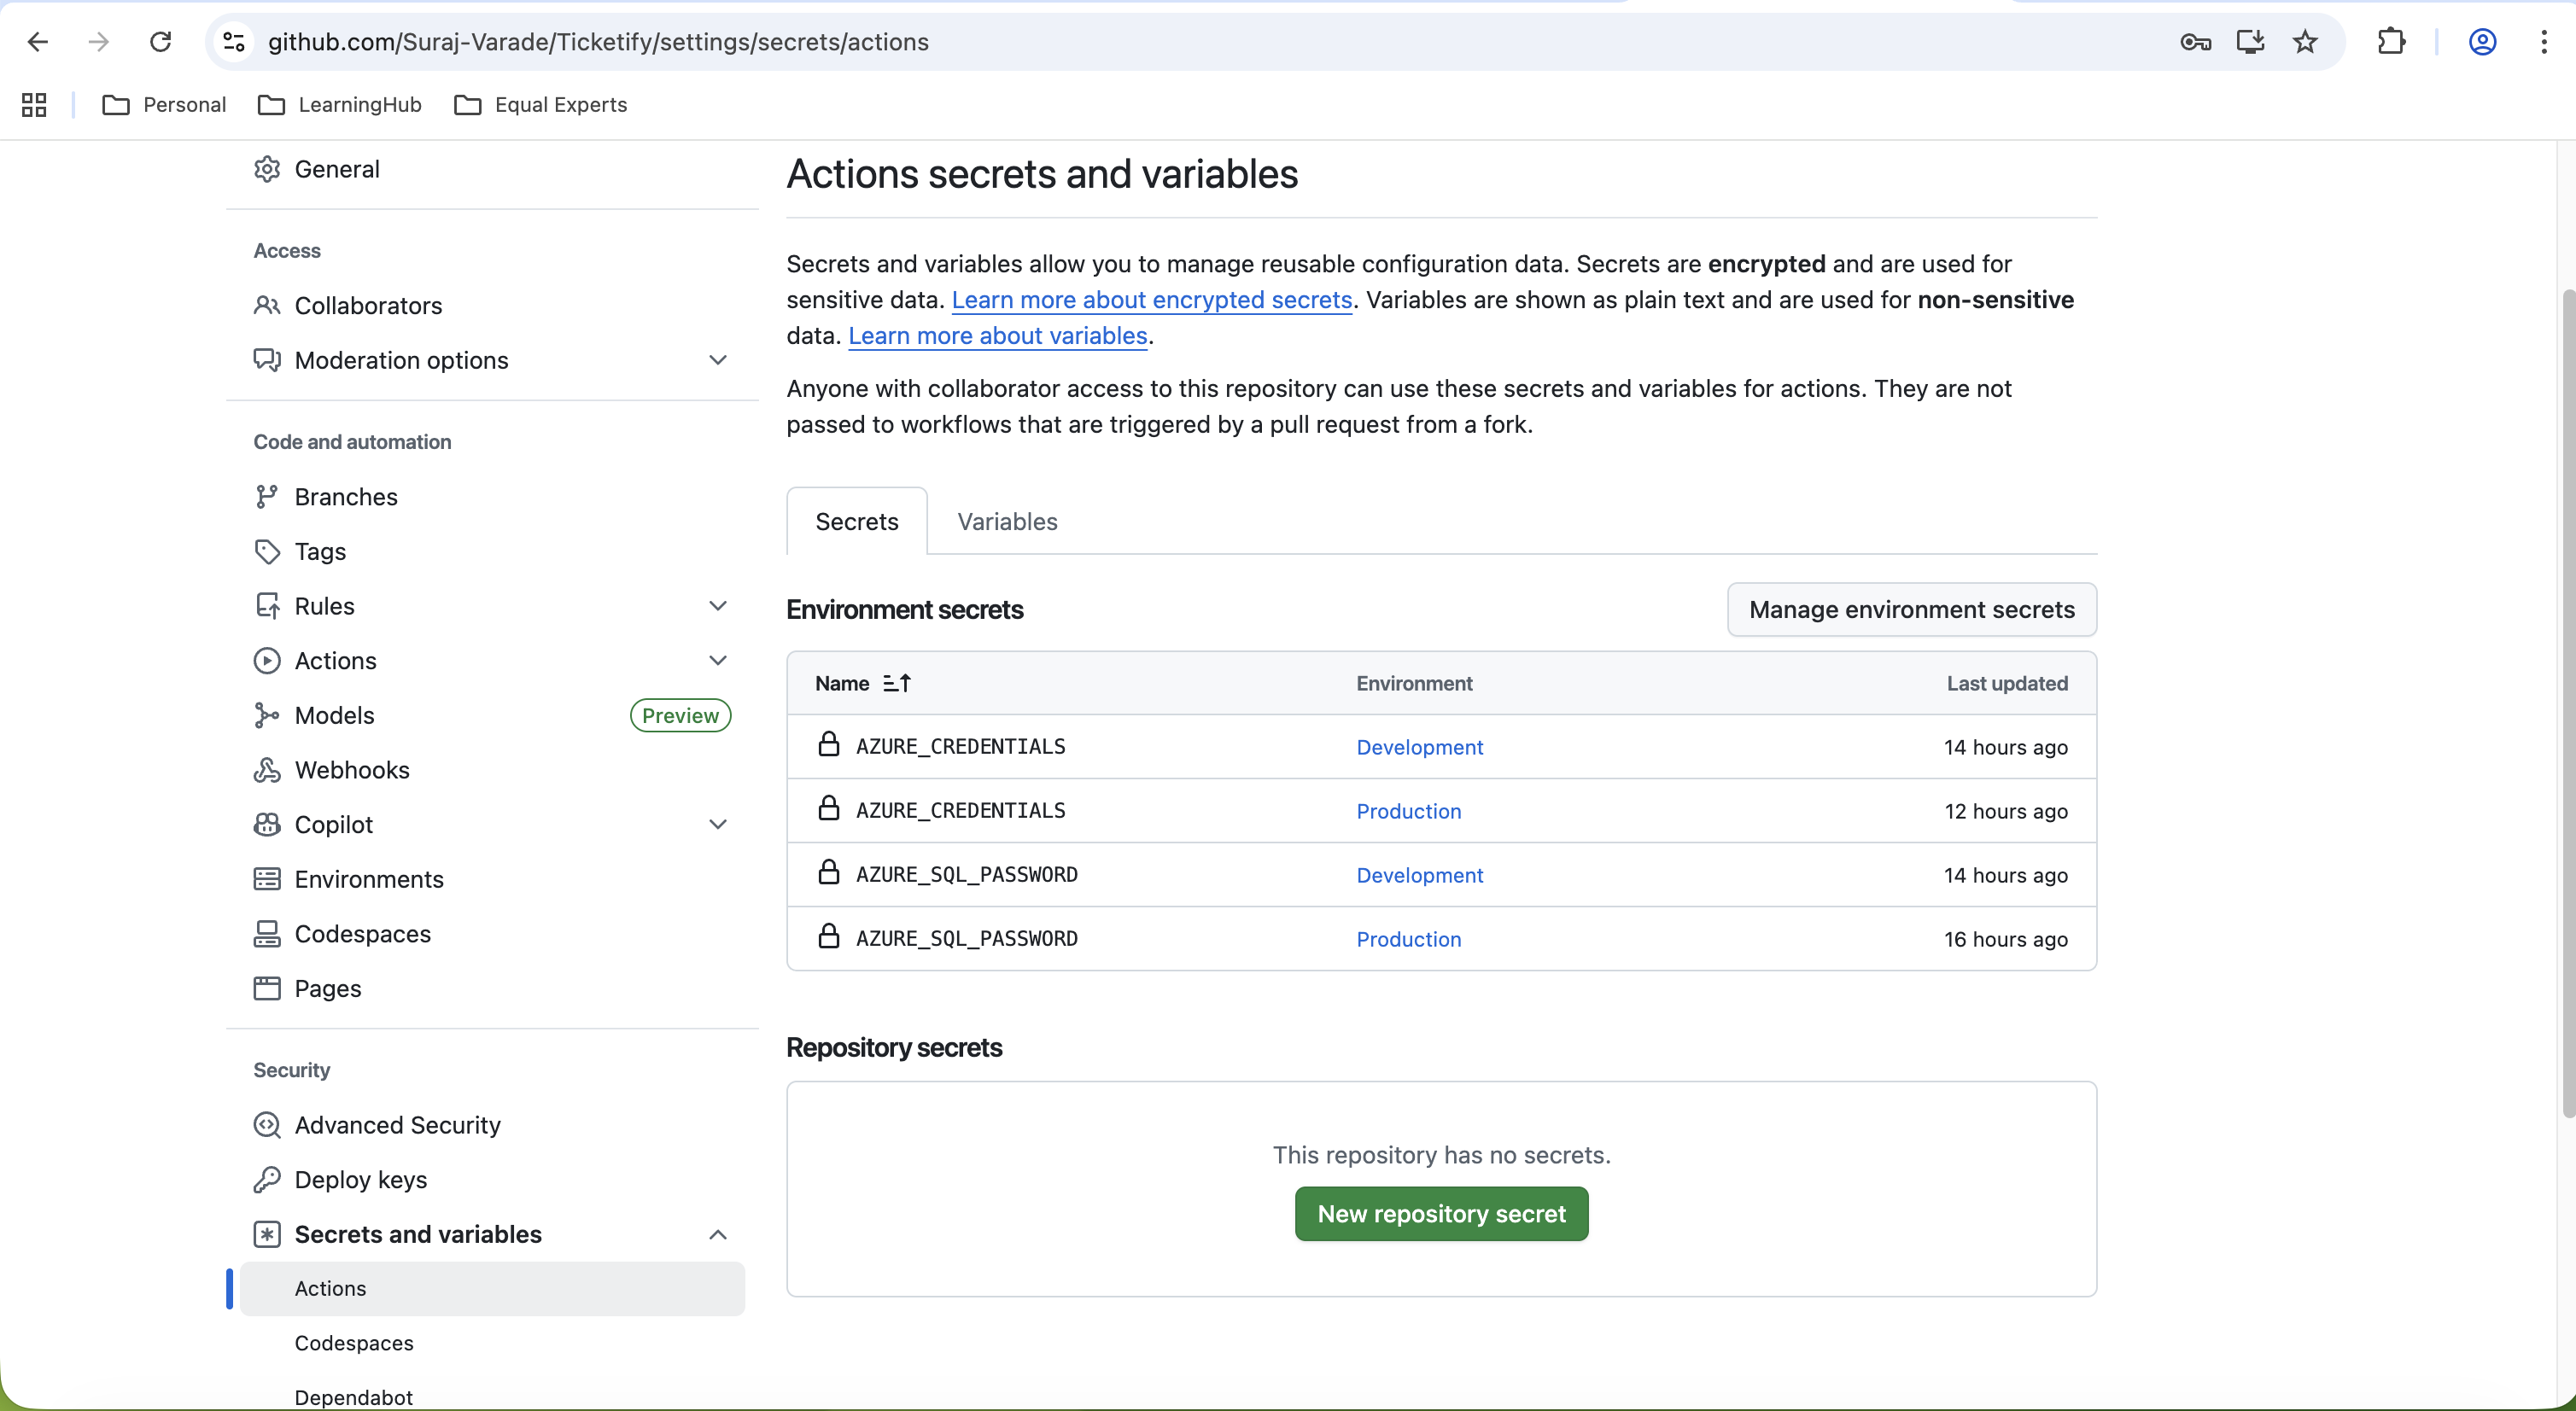 github.com/Suraj-Varade/Ticketify/settings/secrets/actions
Personal
LearningHub
Equal Experts
General
Access
Collaborators
Moderation options
Code and automation
Branches
Tags
Rules
Actions
Models
Preview
Webhooks
Copilot
Environments
Codespaces
Pages
Security
Advanced Security
Deploy keys
Secrets and variables
Actions
Codespaces
Dependabot
Actions secrets and variables
Secrets and variables allow you to manage reusable configuration data. Secrets are encrypted and are used for
sensitive data. Learn more about encrypted secrets. Variables are shown as plain text and are used for non-sensitive
data. Learn more about variables.
Anyone with collaborator access to this repository can use these secrets and variables for actions. They are not
passed to workflows that are triggered by a pull request from a fork.
Secrets
Variables
Environment secrets
Manage environment secrets
Name Environment Last updated
AZURE_CREDENTIALS Development 14 hours ago
AZURE_CREDENTIALS Production 12 hours ago
AZURE_SQL_PASSWORD Development 14 hours ago
AZURE_SQL_PASSWORD Production 16 hours ago
Repository secrets
This repository has no secrets.
New repository secret